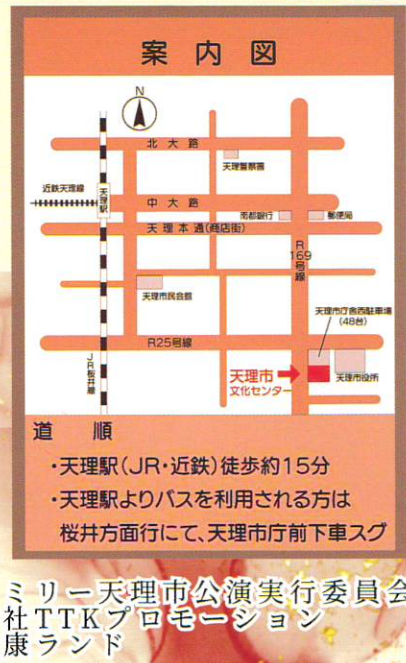 案内図
N
北大路
天理警察署
近鉄天理線
天理駅
中大路
南都銀行
郵便局
天理本通(商店街)
R169号線
天理市民会館
天理市庁舎西駐車場
(48台)
R25号線
JR桜井線
天理市
文化センター
天理市役所
道順
・天理駅(JR・近鉄)徒歩約15分
・天理駅よりバスを利用される方は
桜井方面行にて、天理市庁前下車スグ
ミリー天理市公演実行委員会
社TTKプロモーション
康ランド